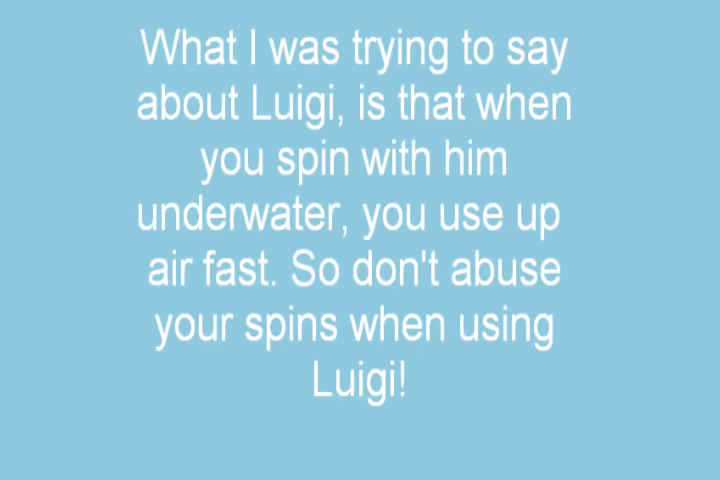 What I was trying to say
about Luigi, is that when
you spin with him
underwater, you use up
air fast. So don't abuse
your spins when using
Luigi!